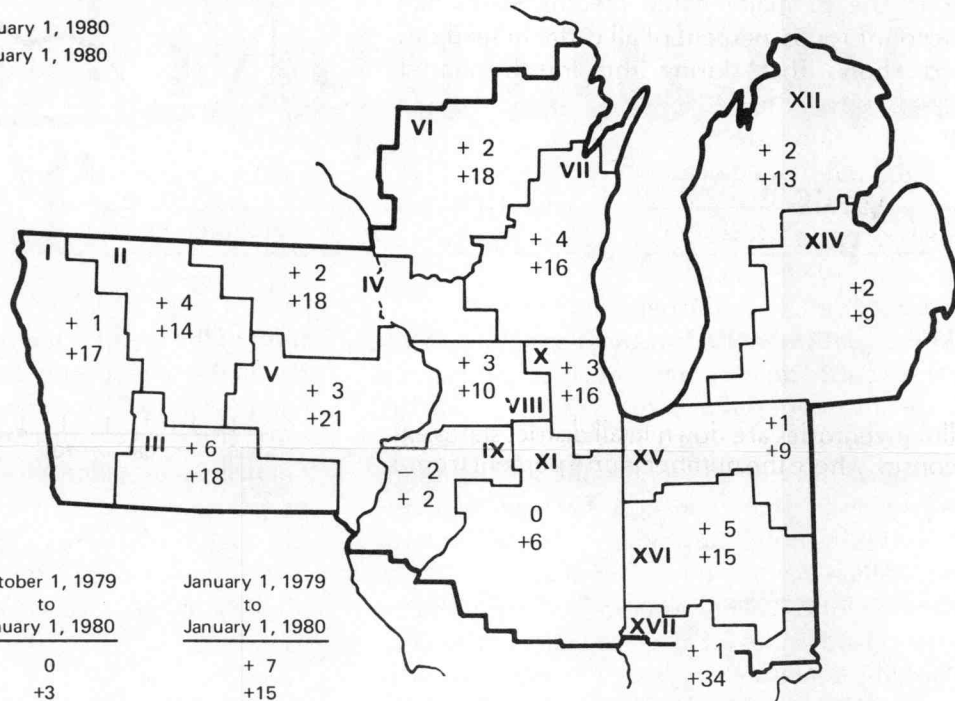 uary 1, 1980
uary 1, 1980
XII
VI
+ 2
+18
VII
+ 2
+13
I
II
+ 2
+18
IV
+ 4
+16
XIV
+ 4
+14
+2
+9
+ 1
+17
V
+ 3
+21
+ 3
+10
X
+ 3
+16
VIII
III
+ 6
+18
IX
XI
XV
+1
+9
+ 2
0
+6
+ 5
+15
XVI
XVII
+ 1
+34
tober 1, 1979
to
nuary 1, 1980
January 1, 1979
to
January 1, 1980
0
+ 7
+3
+15